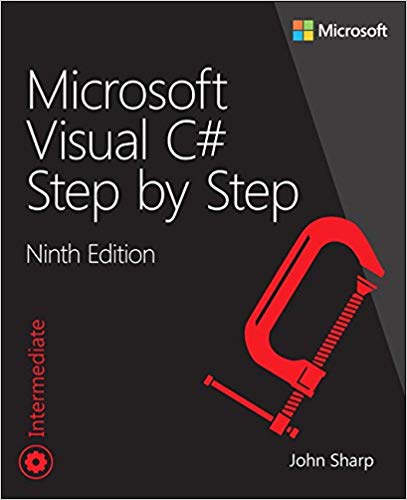 Microsoft
Microsoft
Visual C#
Step by Step
Ninth Edition
Intermediate
John Sharp